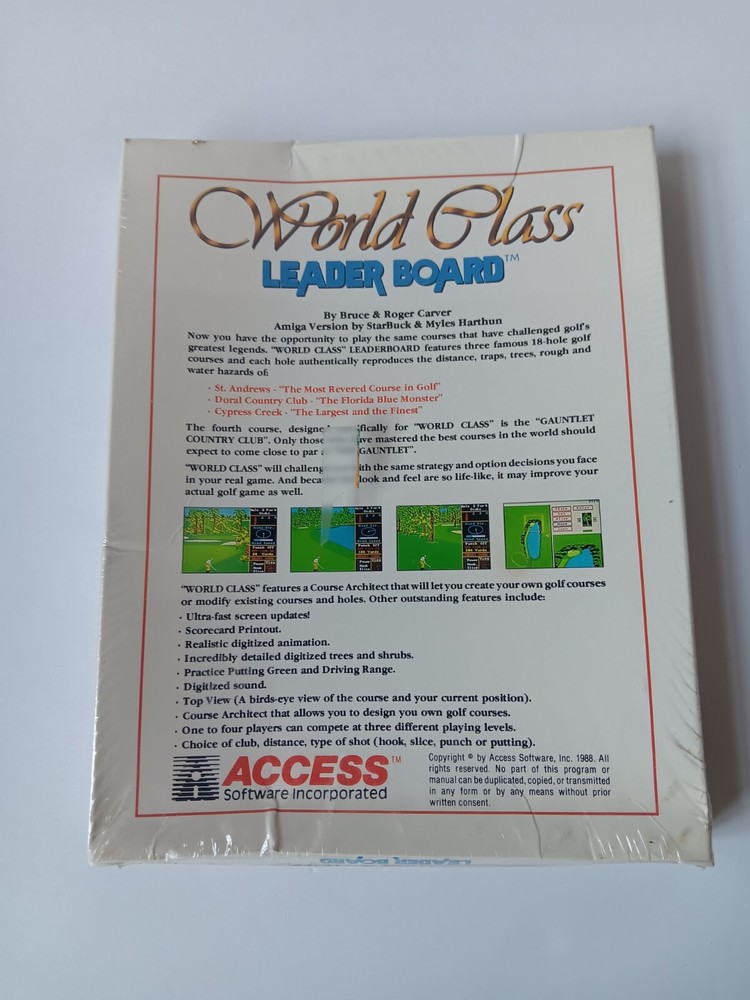 World Class
LEADER BOARD™
By Bruce & Roger Carver
Amiga Version by StarBuck & Myles Harthun
Now you have the opportunity to play the same courses that have challenged golf's
greatest legends. "WORLD CLASS" LEADERBOARD features three famous 18-hole golf
courses and each hole authentically reproduces the distance, traps, trees, rough and
water hazards of:
· St. Andrews - "The Most Revered Course in Golf"
· Doral Country Club - "The Florida Blue Monster"
· Cypress Creek - "The Largest and the Finest"
The fourth course, designe fically for "WORLD CLASS" is the "GAUNTLET
COUNTRY CLUB". Only those ve mastered the best courses in the world should
expect to come close to par GAUNTLET".
"WORLD CLASS" will challeng ith the same strategy and option decisions you face
in your real game. And beca look and feel are so life-like, it may improve your
actual golf game as well.
"WORLD CLASS" features a Course Architect that will let you create your own golf courses
or modify existing courses and holes. Other outstanding features include:
· Ultra-fast screen updates!
· Scorecard Printout.
· Realistic digitized animation.
· Incredibly detailed digitized trees and shrubs.
· Practice Putting Green and Driving Range.
· Digitized sound.
· Top View (A birds-eye view of the course and your current position).
· Course Architect that allows you to design you own golf courses.
· One to four players can compete at three different playing levels.
· Choice of club, distance, type of shot (hook, slice, punch or putting).
ACCESS™
Software Incorporated
Copyright © by Access Software, Inc. 1988. All
rights reserved. No part of this program or
manual can be duplicated, copied, or transmitted
in any form or by any means without prior
written consent.
LEADER BOARD